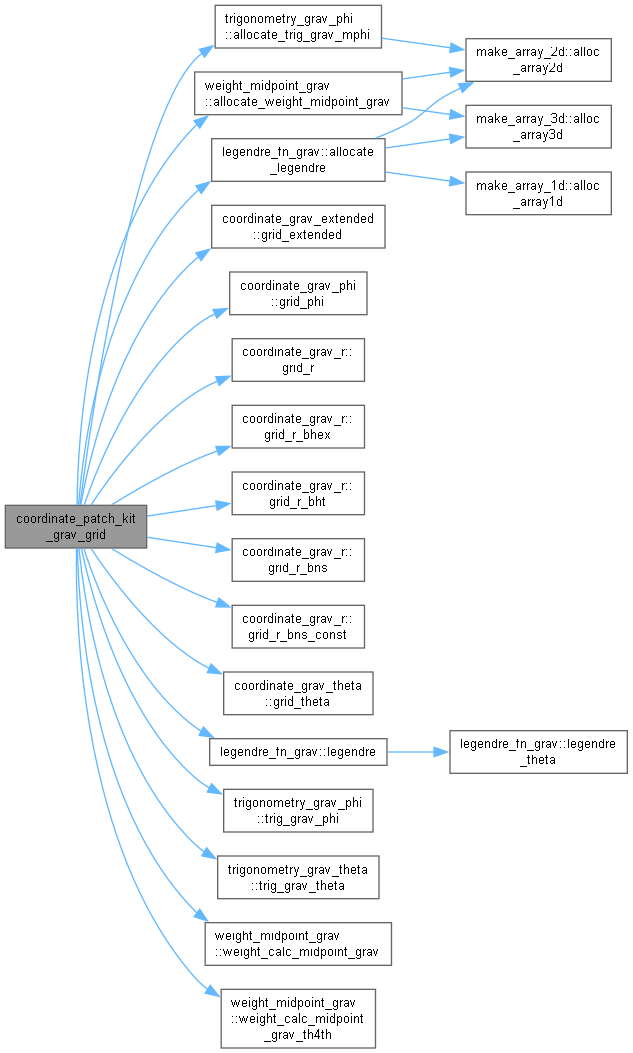 trigonometry_grav_phi
::allocate_trig_grav_mphi
make_array_2d::alloc
_array2d
weight_midpoint_grav
::allocate_weight_midpoint_grav
make_array_3d::alloc
_array3d
legendre_fn_grav::allocate
_legendre
make_array_1d::alloc
_array1d
coordinate_grav_extended
::grid_extended
coordinate_grav_phi
::grid_phi
coordinate_grav_r::
grid_r
coordinate_grav_r::
grid_r_bhex
coordinate_grav_r::
grid_r_bht
coordinate_patch_kit
_grav_grid
coordinate_grav_r::
grid_r_bns
coordinate_grav_r::
grid_r_bns_const
coordinate_grav_theta
::grid_theta
legendre_fn_grav::legendre
legendre_fn_grav::legendre
_theta
trigonometry_grav_phi
::trig_grav_phi
trigonometry_grav_theta
::trig_grav_theta
weight_midpoint_grav
::weight_calc_midpoint_grav
weight_midpoint_grav
::weight_calc_midpoint
_grav_th4th